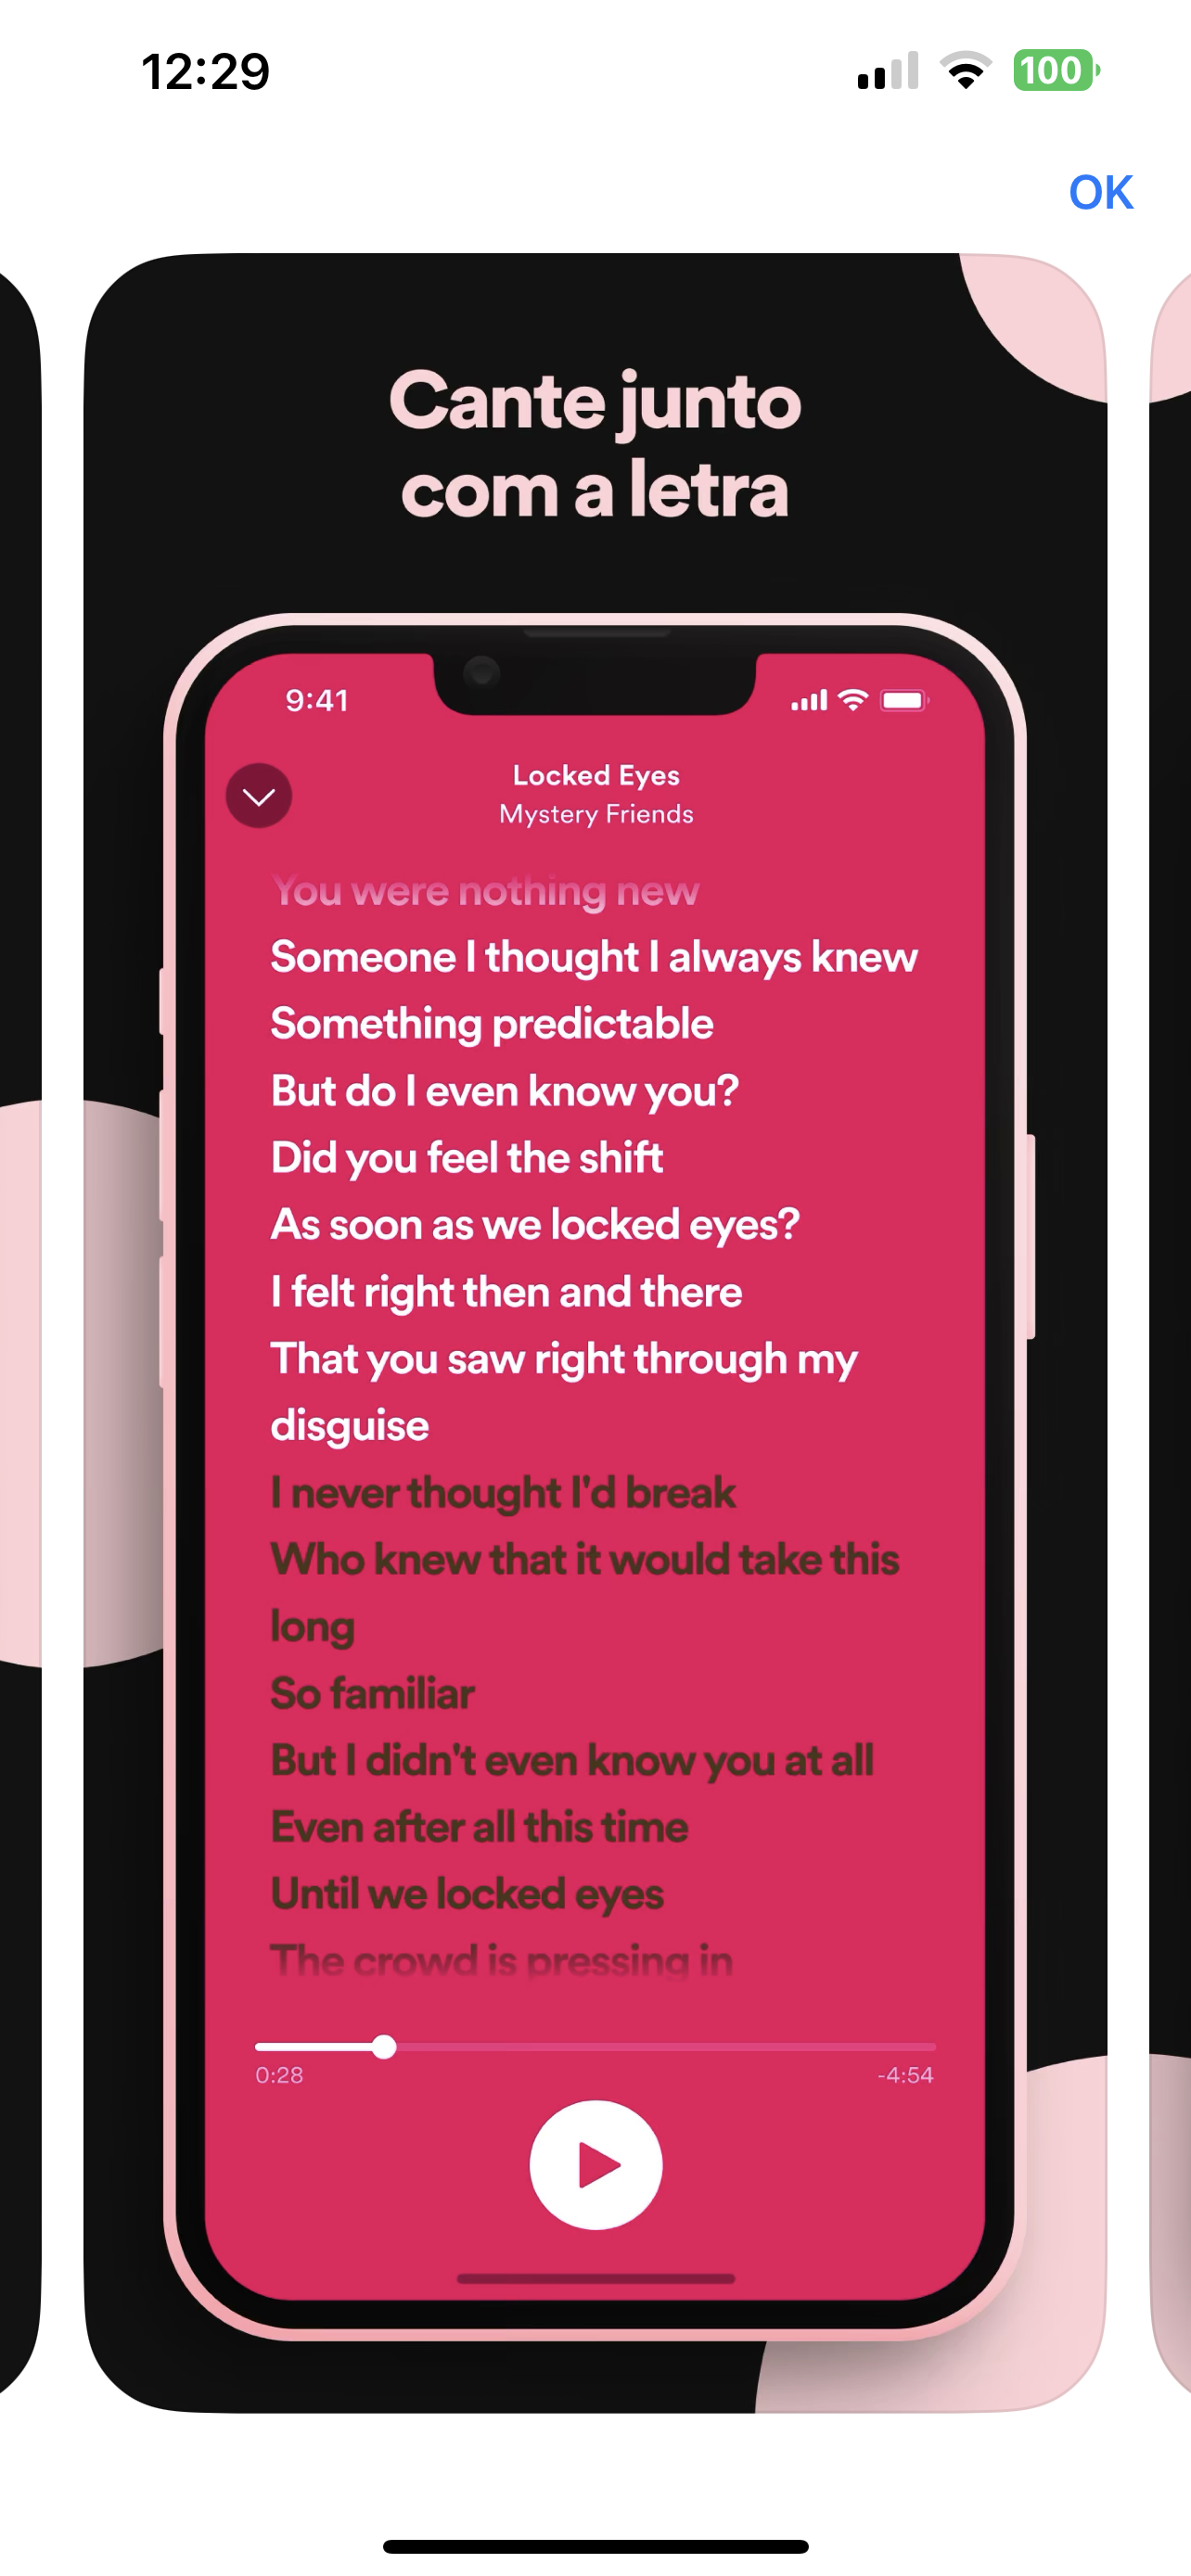 12:29
100
OK
Cante junto
com a letra
9:41
Locked Eyes
Mystery Friends
You were nothing new
Someone I thought I always knew
Something predictable
But do I even know you?
Did you feel the shift
As soon as we locked eyes?
I felt right then and there
That you saw right through my
disguise
I never thought I'd break
Who knew that it would take this
long
So familiar
But I didn't even know you at all
Even after all this time
Until we locked eyes
The crowd is pressing in
0:28
-4:54